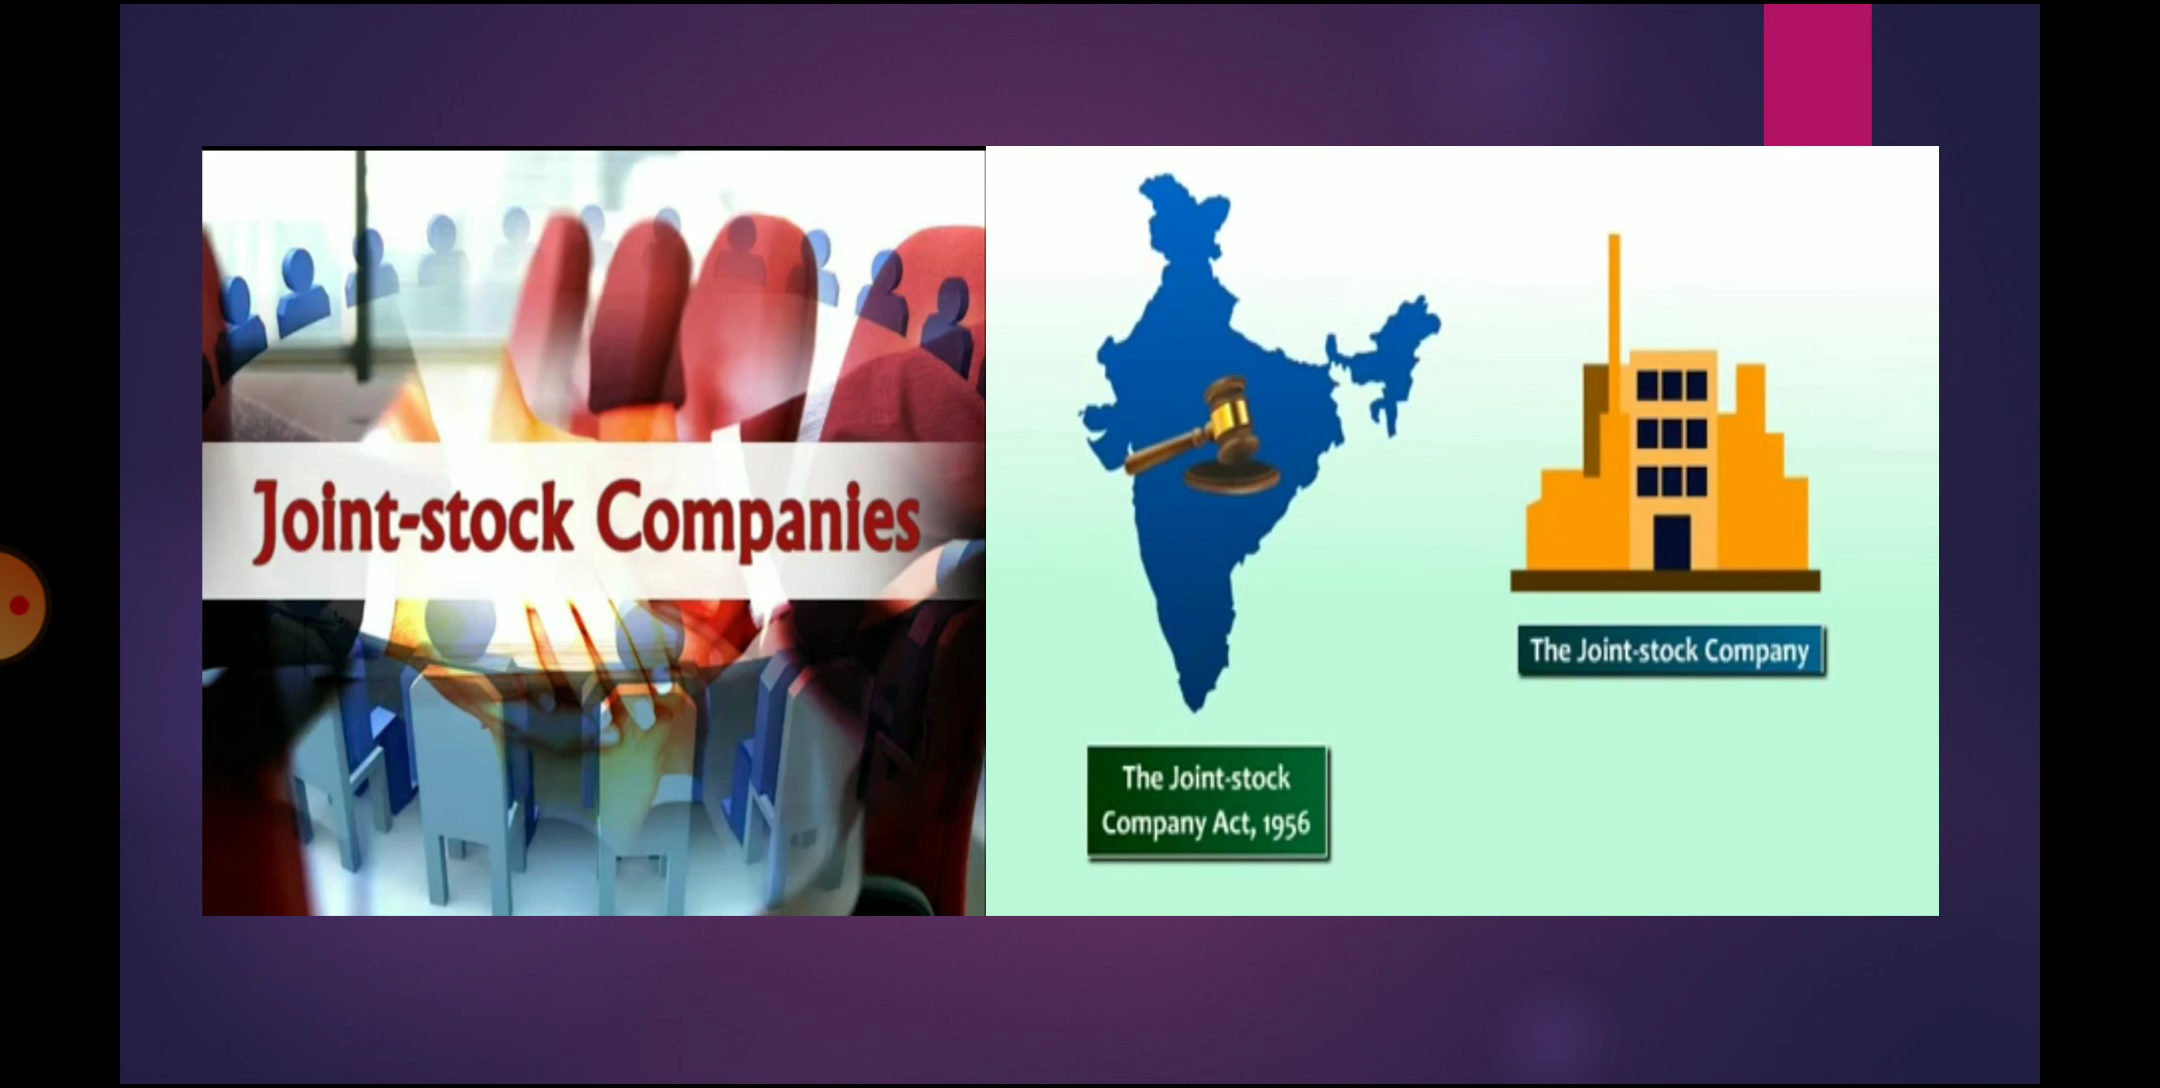 Joint-stock Companies
The Joint-stock Company
The Joint-stock
Company Act, 1956